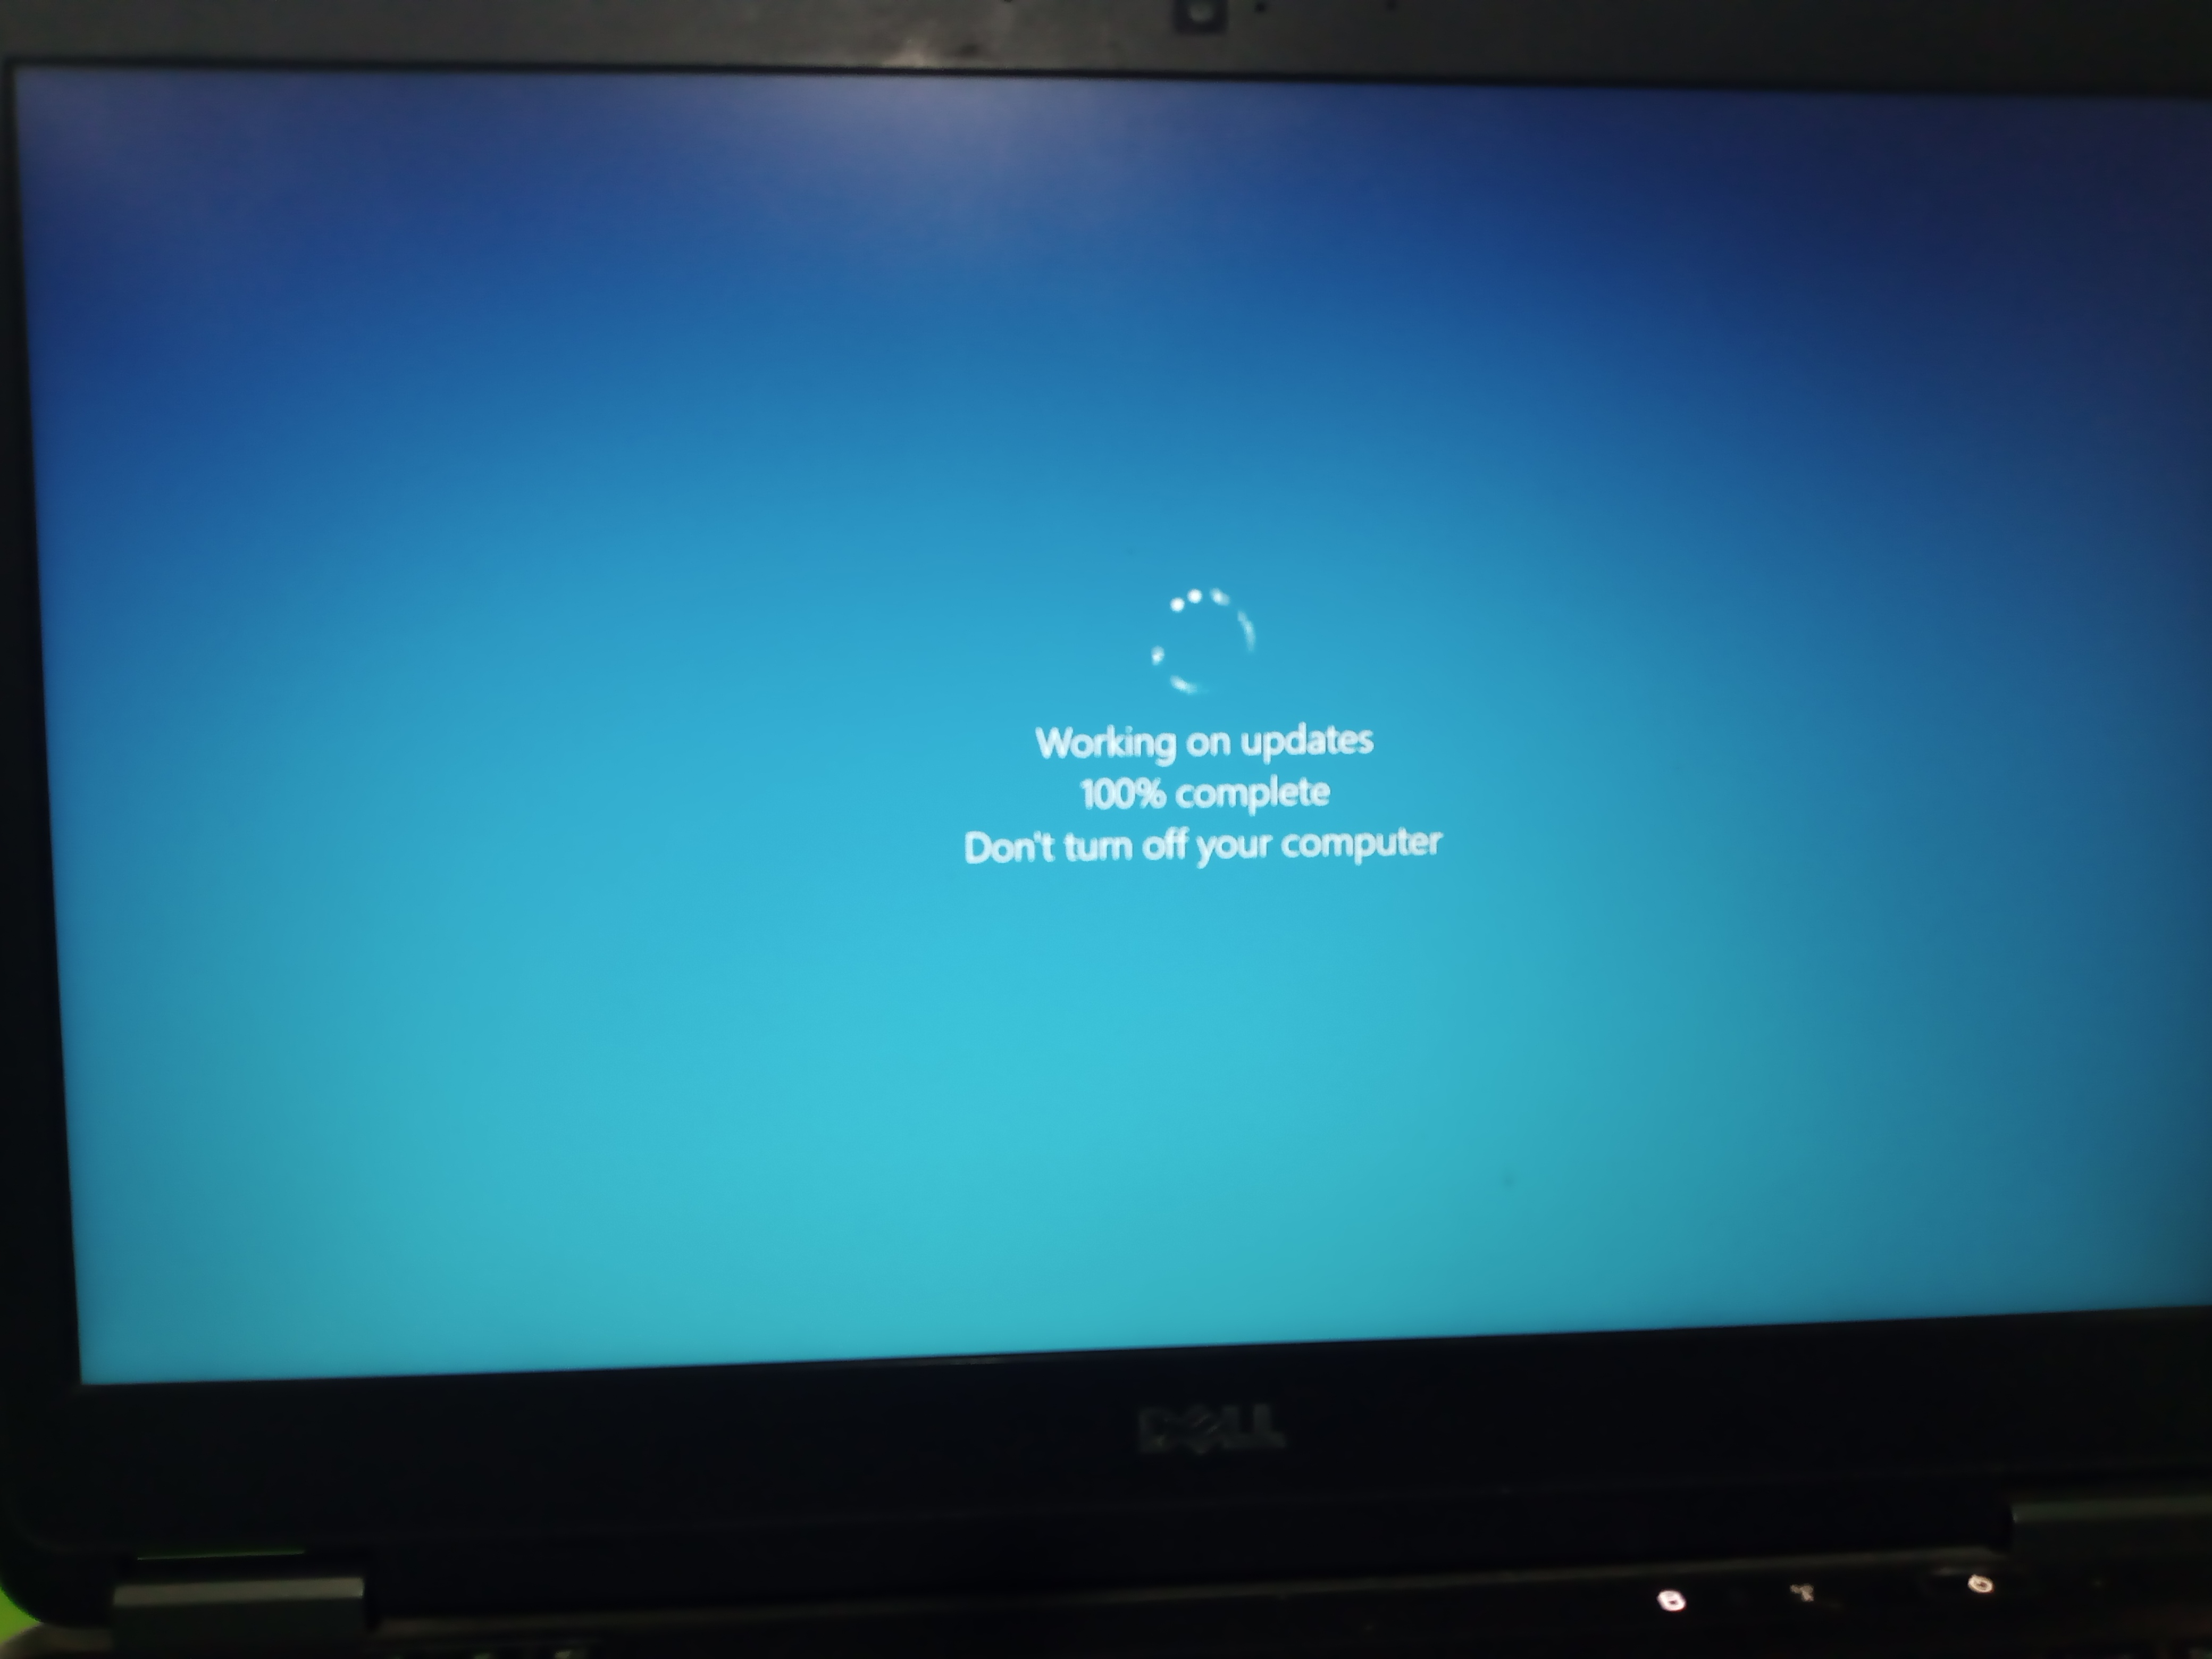 Working on updates
100% complete
Don't turn off your computer
DELL